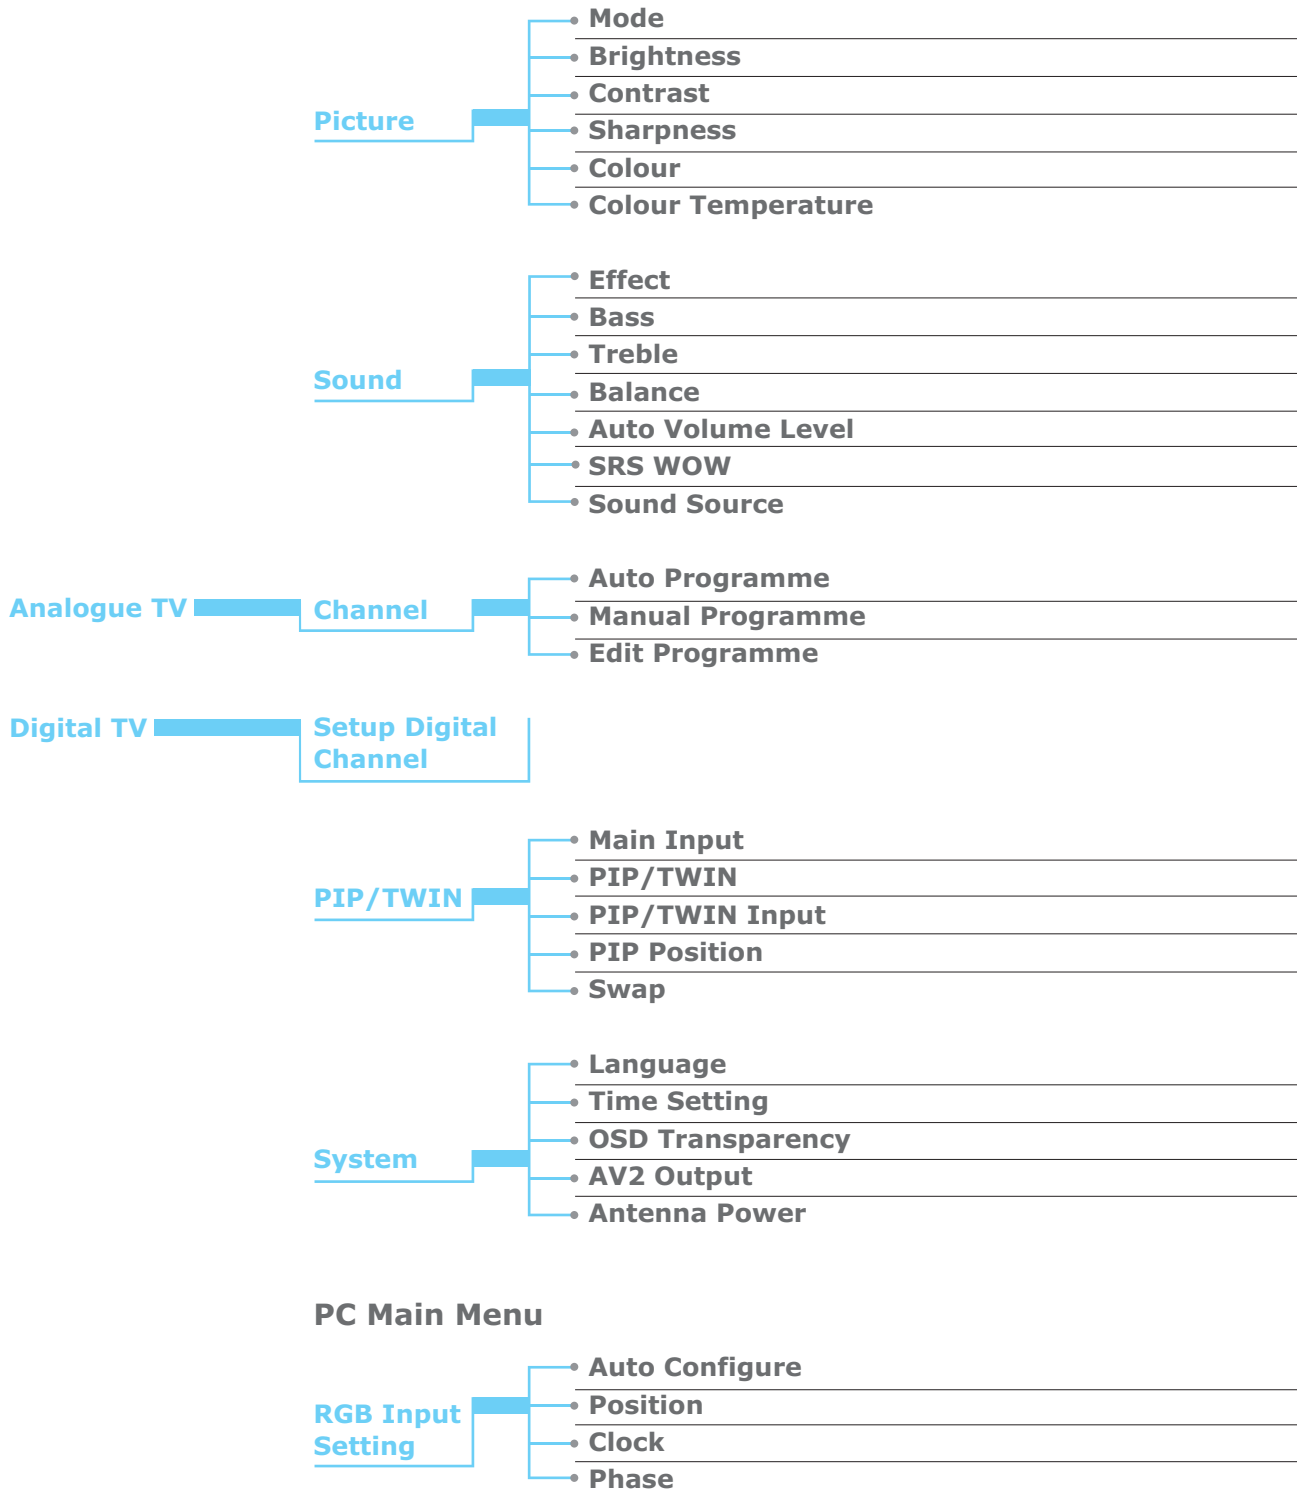 Picture
Mode
Brightness
Contrast
Sharpness
Colour
Colour Temperature
Sound
Effect
Bass
Treble
Balance
Auto Volume Level
SRS WOW
Sound Source
Analogue TV
Channel
Auto Programme
Manual Programme
Edit Programme
Digital TV
Setup Digital
Channel
PIP/TWIN
Main Input
PIP/TWIN
PIP/TWIN Input
PIP Position
Swap
System
Language
Time Setting
OSD Transparency
AV2 Output
Antenna Power
PC Main Menu
RGB Input
Setting
Auto Configure
Position
Clock
Phase